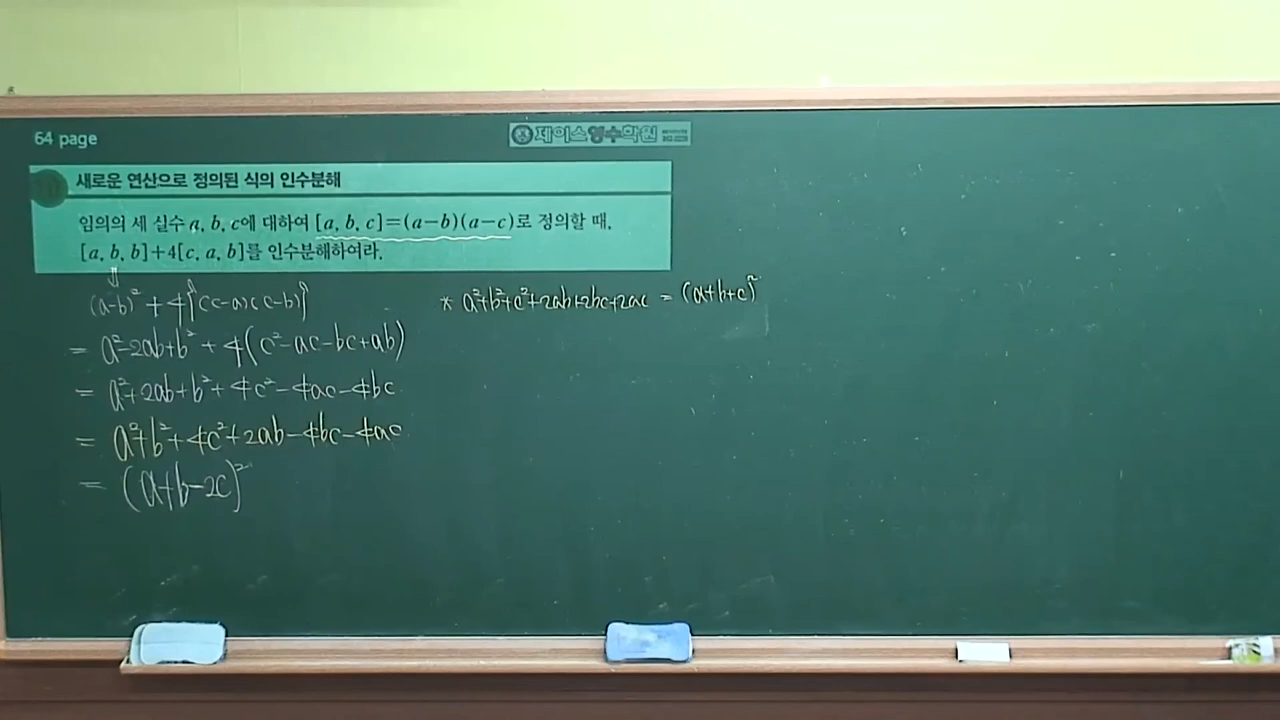 64 page
제이스영수학원
새로운 연산으로 정의된 식의 인수분해
임의의 세 실수 a, b, c에 대하여 [a, b, c]=(a−b)(a−c)로 정의할 때,
[a, b, b]+4[c, a, b]를 인수분해하여라.
(a-b)² + 4{(c-a)(c-b)}
= a²-2ab+b² + 4(c²-ac-bc+ab)
= a²+2ab+b²+4c²-4ac-4bc
= a²+b²+4c²+2ab-4bc-4ac
= (a+b-2c)²
* a²+b²+c²+2ab+2bc+2ac = (a+b+c)²